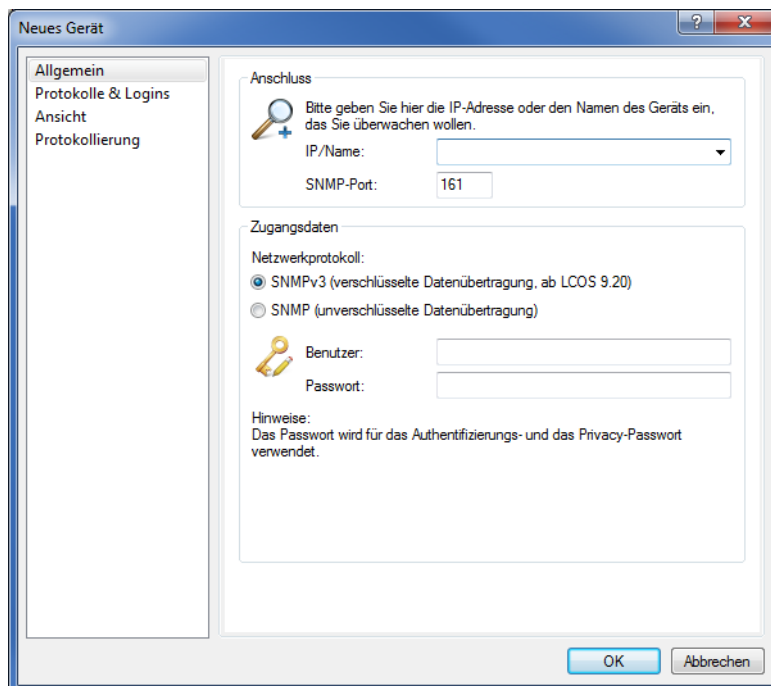 Neues Gerät
?
Allgemein
Protokolle & Logins
Ansicht
Protokollierung
Anschluss
Bitte geben Sie hier die IP-Adresse oder den Namen des Geräts ein,
das Sie überwachen wollen.
IP/Name:
SNMP-Port: 161
Zugangsdaten
Netzwerkprotokoll:
SNMPv3 (verschlüsselte Datenübertragung, ab LCOS 9.20)
SNMP (unverschlüsselte Datenübertragung)
Benutzer:
Passwort:
Hinweise:
Das Passwort wird für das Authentifizierungs- und das Privacy-Passwort
verwendet.
OK Abbrechen